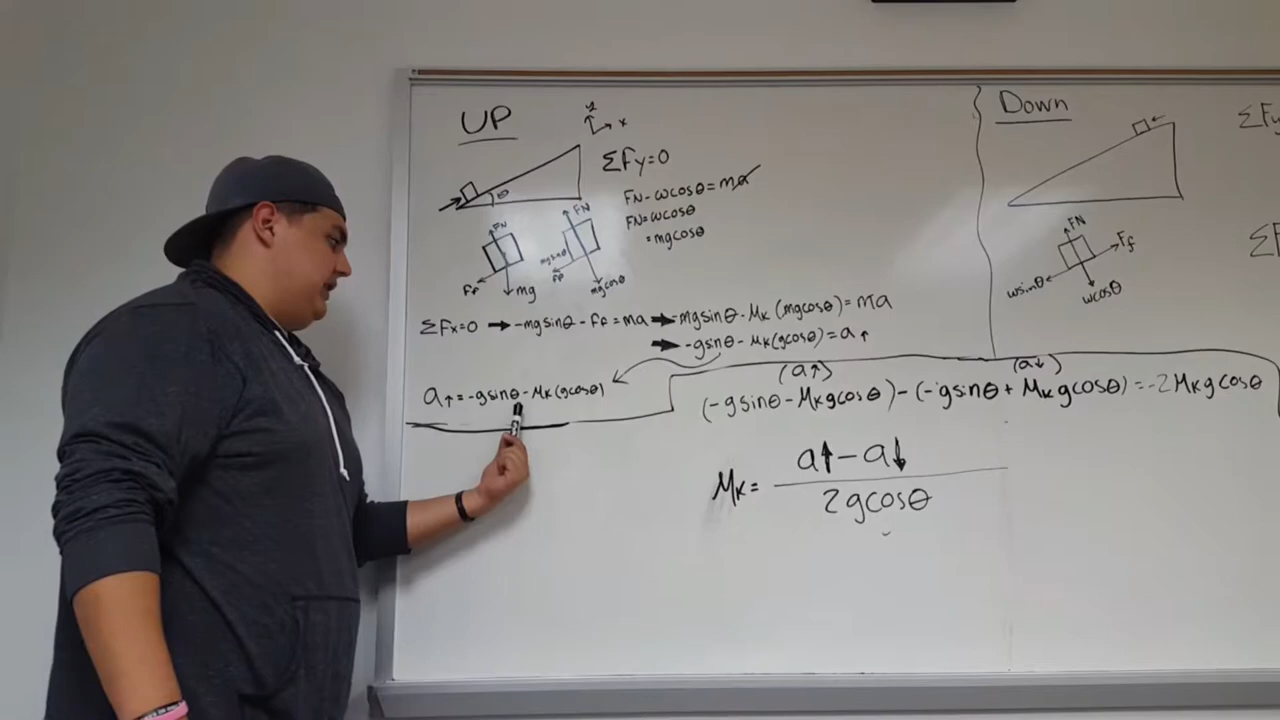 UP
y
x
θ
ΣFy=0
FN-wcosθ=ma
FN=wcosθ
=mgcosθ
FN
Ff
mg
FN
mgsinθ
Ff
mgcosθ
ΣFx=0 → -mgsinθ - Ff = ma → -mgsinθ - μk(mgcosθ) = ma
→ -gsinθ - μk(gcosθ) = a↑
a↑ = -gsinθ - μk(gcosθ)
Down
FN
Ff
wsinθ
wcosθ
ΣFy
ΣF
(a↑) (a↓)
(-gsinθ - μkgcosθ) - (-gsinθ + μkgcosθ) = -2μkgcosθ
μk = a↑ - a↓
2gcosθ